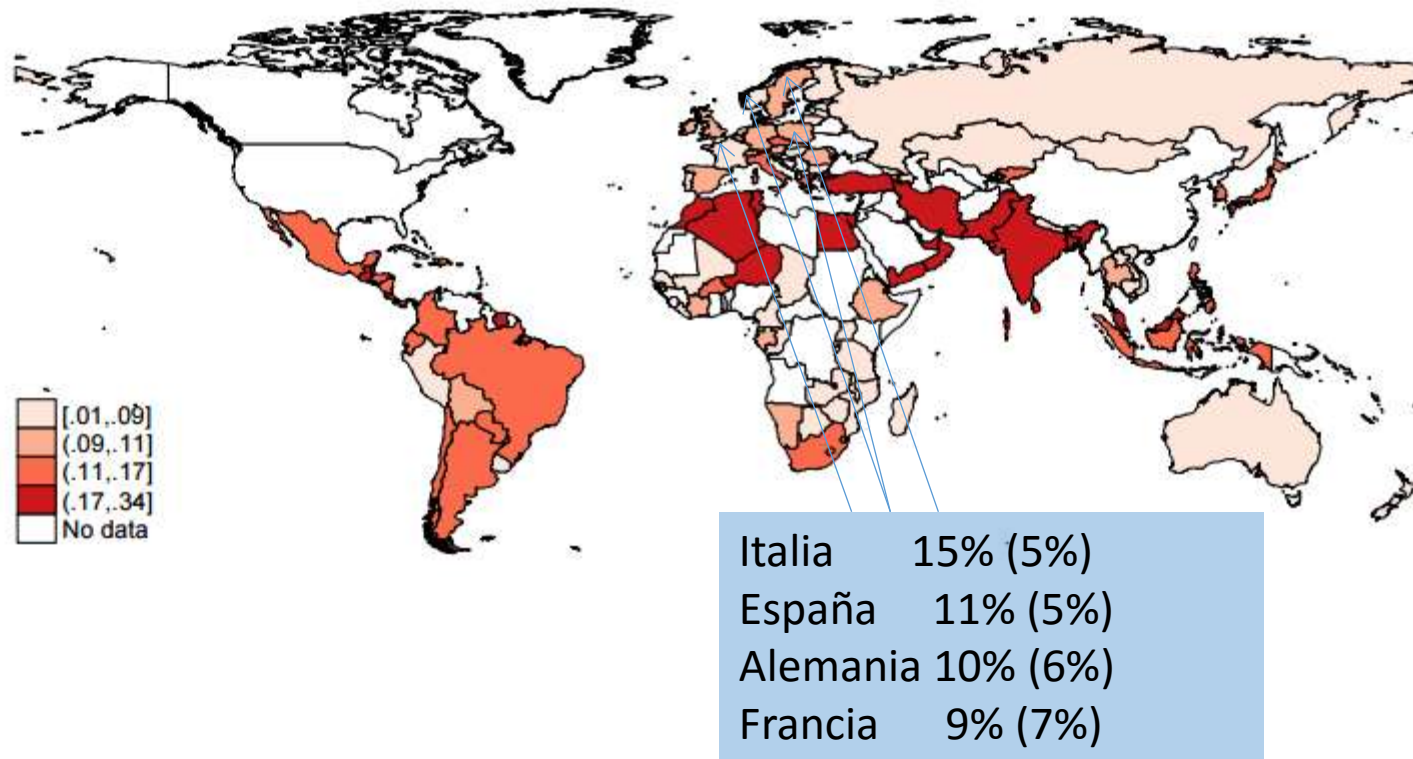 [.01,.09]
(.09,.11]
(.11,.17]
(.17,.34]
No data
Italia 15% (5%)
España 11% (5%)
Alemania 10% (6%)
Francia 9% (7%)